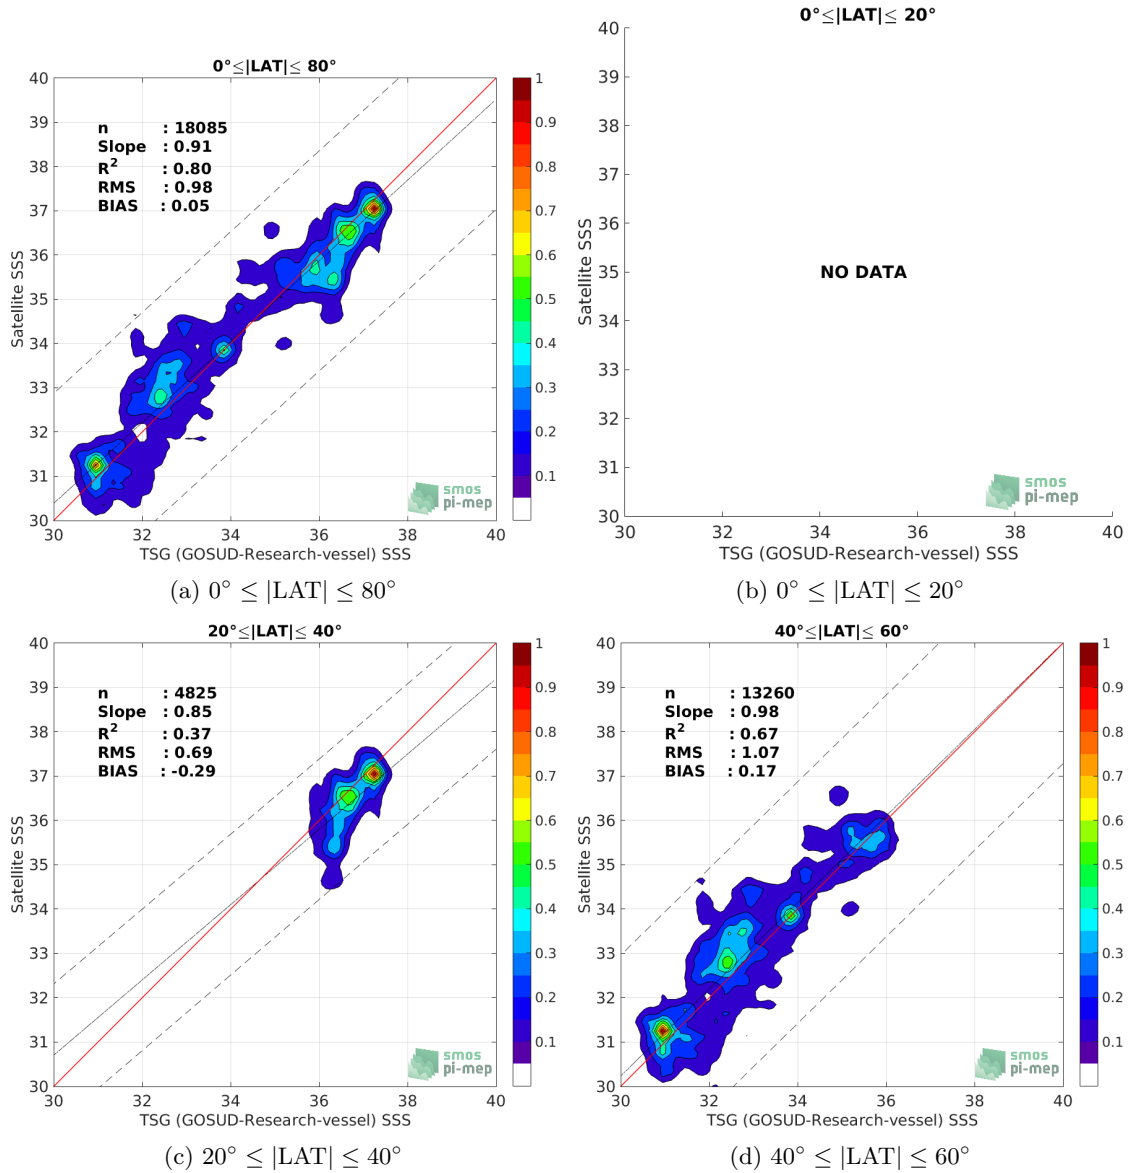 0°≤|LAT|≤ 80°
40
39
38
37
36
35
34
33
32
31
30
Satellite SSS
n : 18085
Slope : 0.91
R² : 0.80
RMS : 0.98
BIAS : 0.05
1
0.9
0.8
0.7
0.6
0.5
0.4
0.3
0.2
0.1
smos
pi-mep
30 32 34 36 38 40
TSG (GOSUD-Research-vessel) SSS
(a) 0° ≤ |LAT| ≤ 80°
0°≤|LAT|≤ 20°
40
39
38
37
36
35
34
33
32
31
30
Satellite SSS
NO DATA
smos
pi-mep
30 32 34 36 38 40
TSG (GOSUD-Research-vessel) SSS
(b) 0° ≤ |LAT| ≤ 20°
20°≤|LAT|≤ 40°
40
39
38
37
36
35
34
33
32
31
30
Satellite SSS
n : 4825
Slope : 0.85
R² : 0.37
RMS : 0.69
BIAS : -0.29
1
0.9
0.8
0.7
0.6
0.5
0.4
0.3
0.2
0.1
smos
pi-mep
30 32 34 36 38 40
TSG (GOSUD-Research-vessel) SSS
(c) 20° ≤ |LAT| ≤ 40°
40°≤|LAT|≤ 60°
40
39
38
37
36
35
34
33
32
31
30
Satellite SSS
n : 13260
Slope : 0.98
R² : 0.67
RMS : 1.07
BIAS : 0.17
1
0.9
0.8
0.7
0.6
0.5
0.4
0.3
0.2
0.1
smos
pi-mep
30 32 34 36 38 40
TSG (GOSUD-Research-vessel) SSS
(d) 40° ≤ |LAT| ≤ 60°